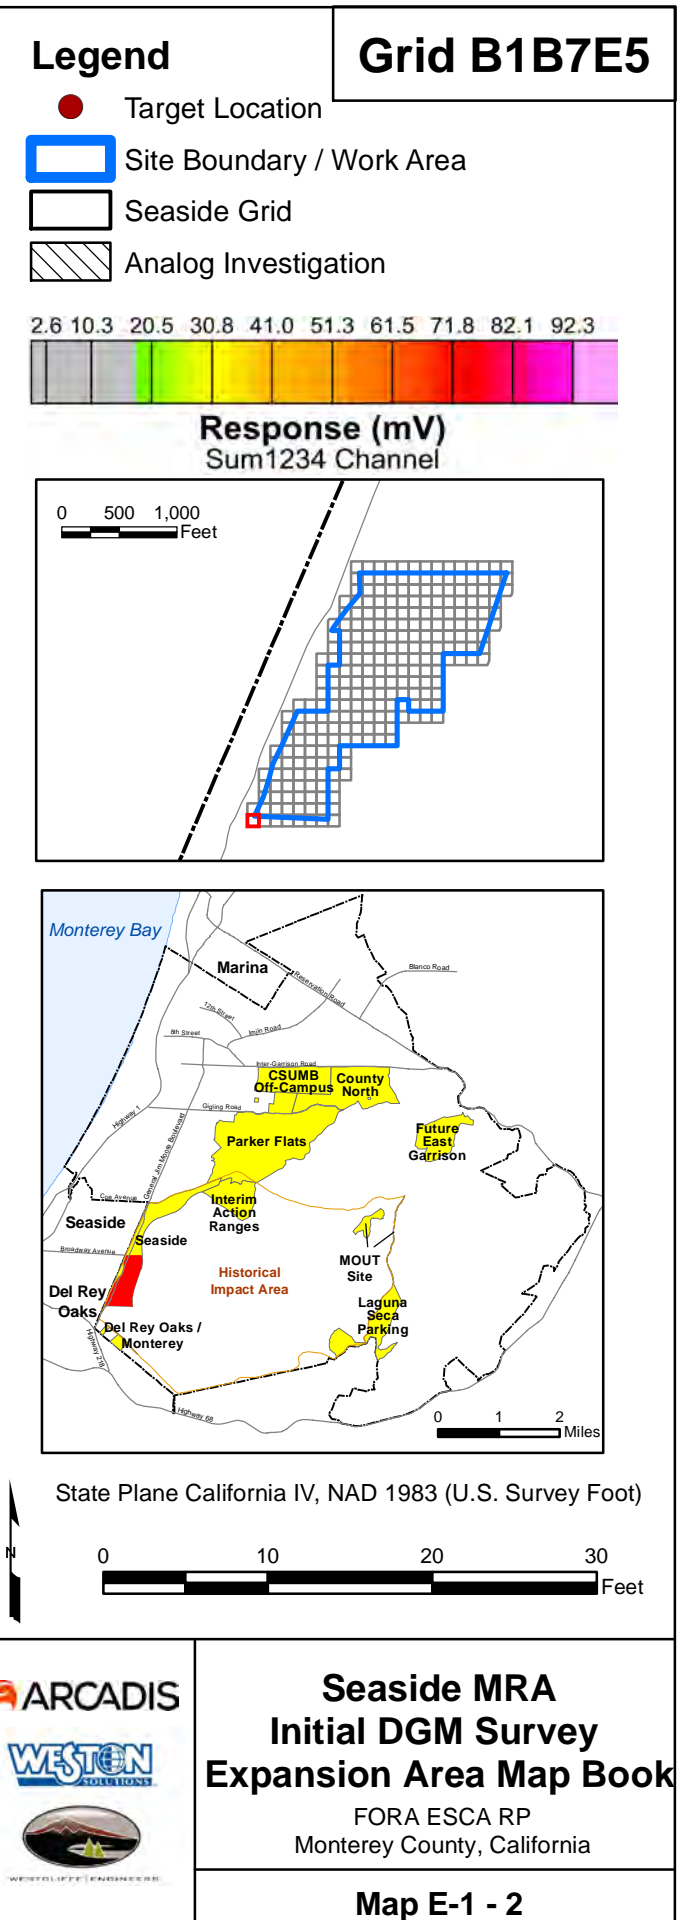 Legend
Grid B1B7E5
Target Location
Site Boundary / Work Area
Seaside Grid
Analog Investigation
2.6 10.3 20.5 30.8 41.0 51.3 61.5 71.8 82.1 92.3
Response (mV)
Sum1234 Channel
0 500 1,000
Feet
Monterey Bay
Marina
Blanco Road
Reservation Road
12th Street
8th Street
Imjin Road
Inter-Garrison Road
CSUMB
Off-Campus
County
North
Gigling Road
Highway 1
General Jim Moore Boulevard
Parker Flats
Future
East
Garrison
Coe Avenue
Interim
Action
Ranges
Seaside
Seaside
Broadway Avenue
MOUT
Site
Historical
Impact Area
Del Rey
Oaks
Laguna
Seca
Parking
Del Rey Oaks /
Monterey
Highway 218
Highway 68
0 1 2
Miles
State Plane California IV, NAD 1983 (U.S. Survey Foot)
N
0 10 20 30
Feet
ARCADIS
WESTON
SOLUTIONS
WESTCLIFFE ENGINEERS
Seaside MRA
Initial DGM Survey
Expansion Area Map Book
FORA ESCA RP
Monterey County, California
Map E-1 - 2